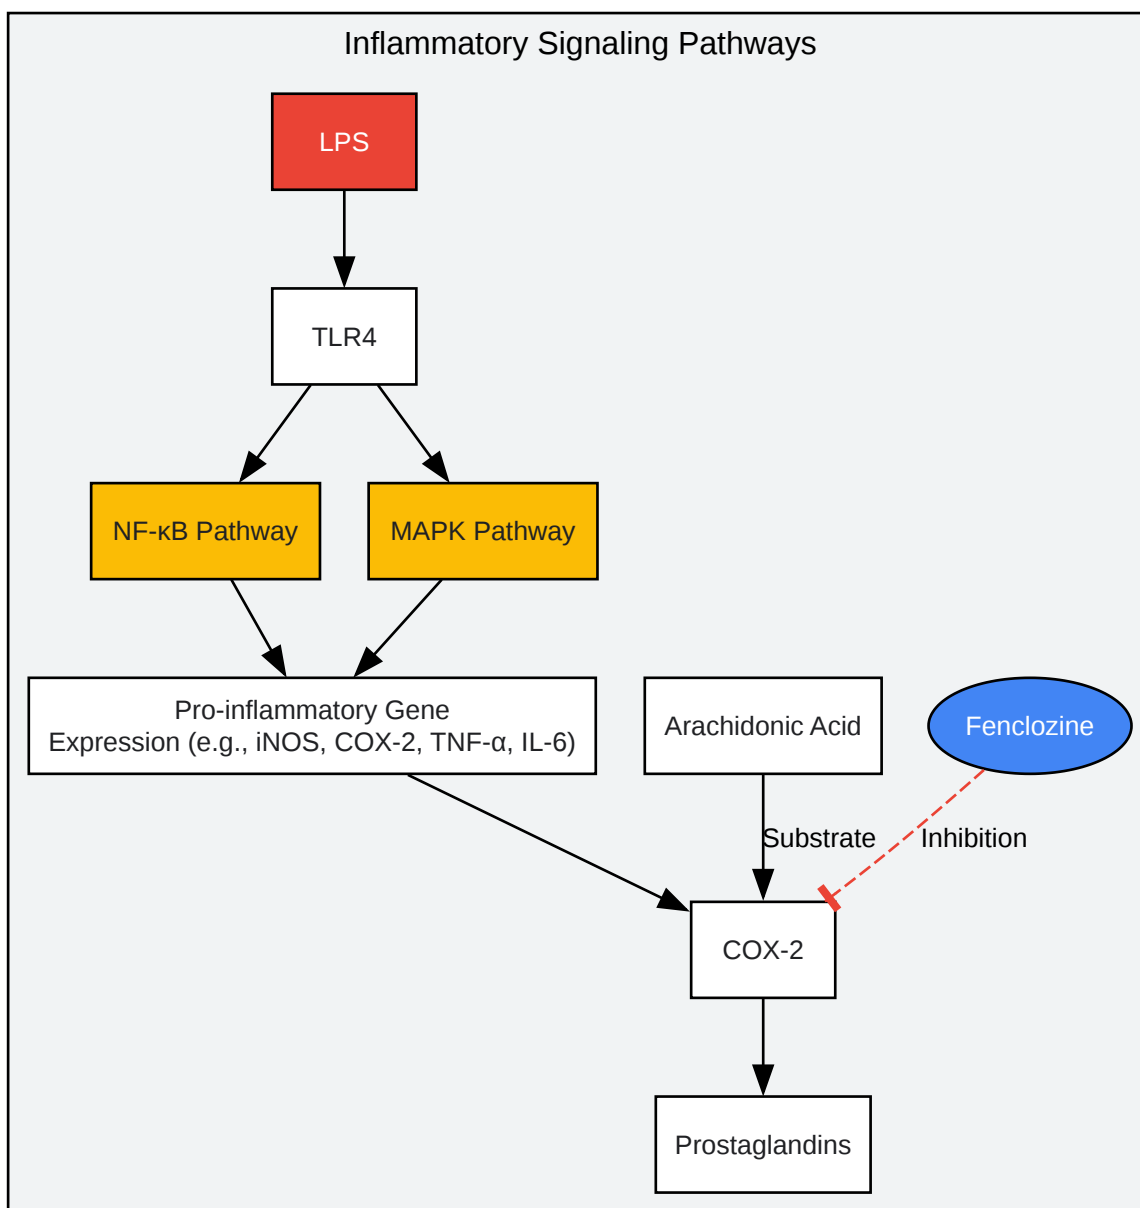 Inflammatory Signaling Pathways
LPS
TLR4
NF-κB Pathway
MAPK Pathway
Pro-inflammatory Gene
Expression (e.g., iNOS, COX-2, TNF-α, IL-6)
Arachidonic Acid
Fenclozine
Substrate
Inhibition
COX-2
Prostaglandins